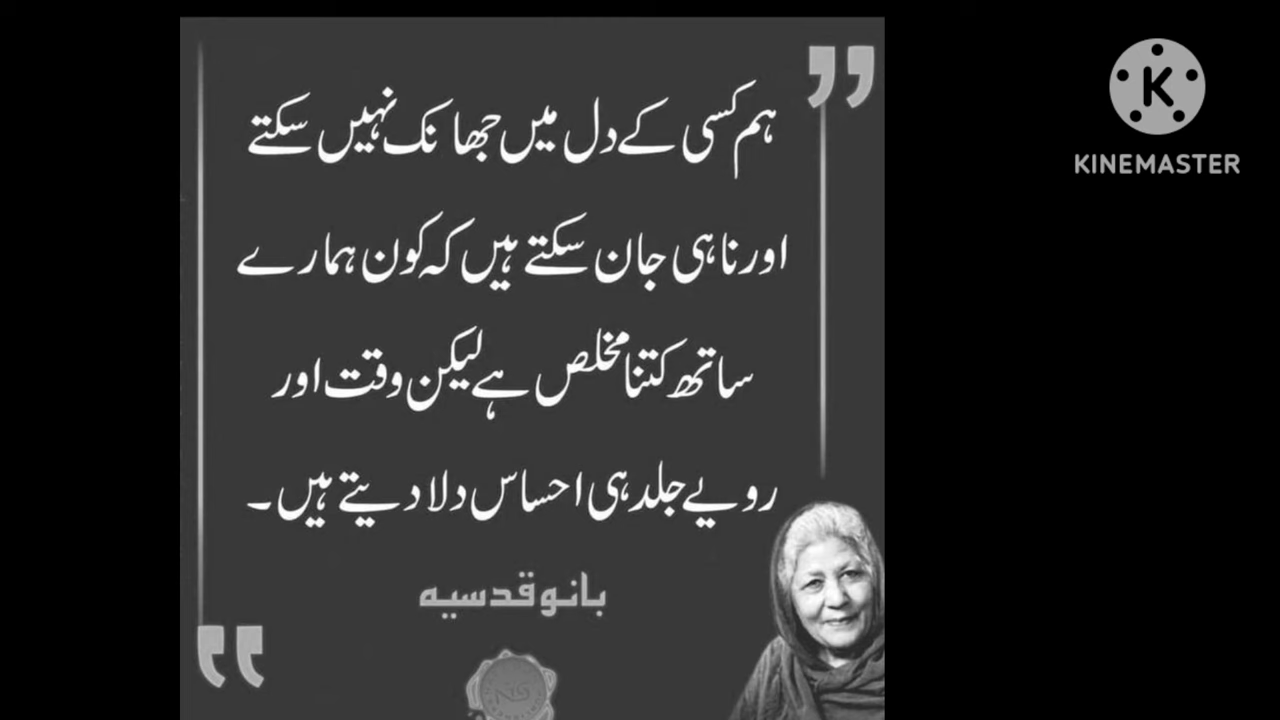 ہم کسی کے دل میں جھانک نہیں سکتے
اور نا ہی جان سکتے ہیں کہ کون ہمارے
ساتھ کتنا مخلص ہے لیکن وقت اور
رویے جلد ہی احساس دلا دیتے ہیں۔
بانو قدسیہ
KINEMASTER